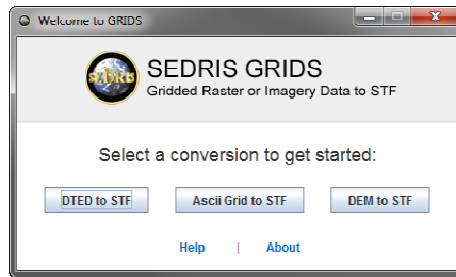 Welcome to GRIDS
SEDRIS
SEDRIS GRIDS
Gridded Raster or Imagery Data to STF
Select a conversion to get started:
DTED to STF Ascii Grid to STF DEM to STF
Help | About